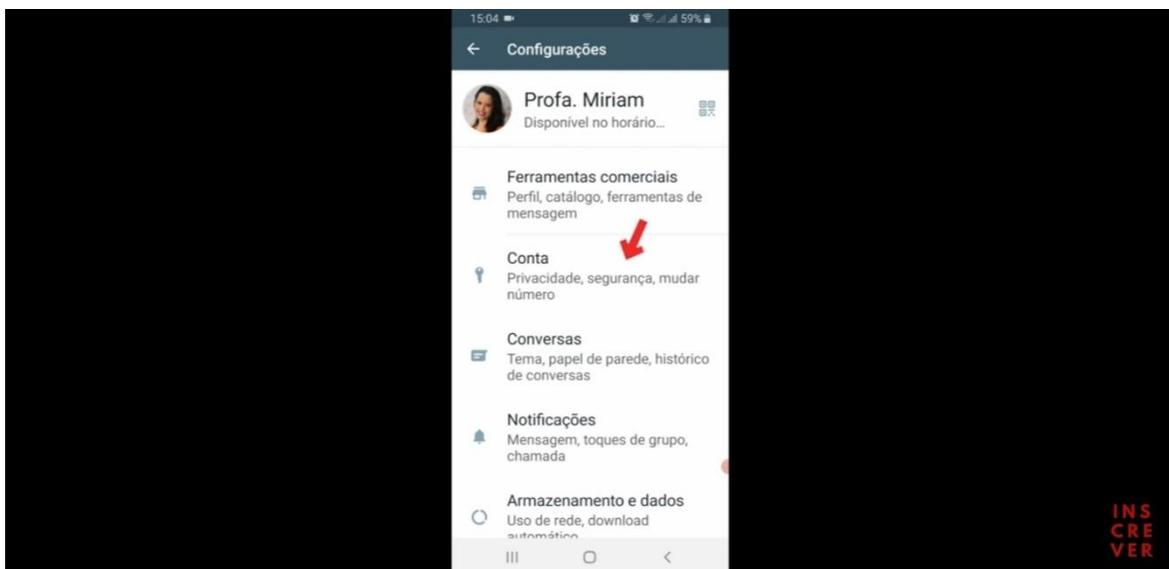 15:04
59%
Configurações
Profa. Miriam
Disponível no horário...
Ferramentas comerciais
Perfil, catálogo, ferramentas de
mensagem
Conta
Privacidade, segurança, mudar
número
Conversas
Tema, papel de parede, histórico
de conversas
Notificações
Mensagem, toques de grupo,
chamada
Armazenamento e dados
Uso de rede, download
automático
INS
CRE
VER